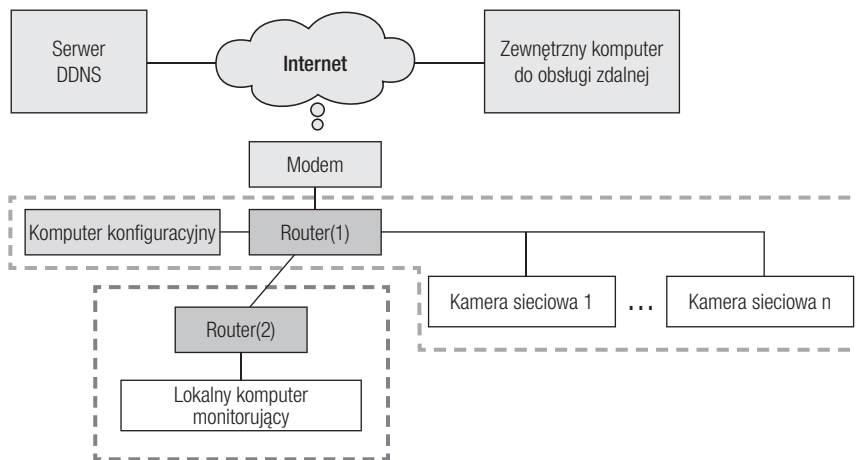 Serwer
DDNS
Internet
Zewnętrzny komputer
do obsługi zdalnej
Modem
Komputer konfiguracyjny
Router(1)
Kamera sieciowa 1
...
Kamera sieciowa n
Router(2)
Lokalny komputer
monitorujący